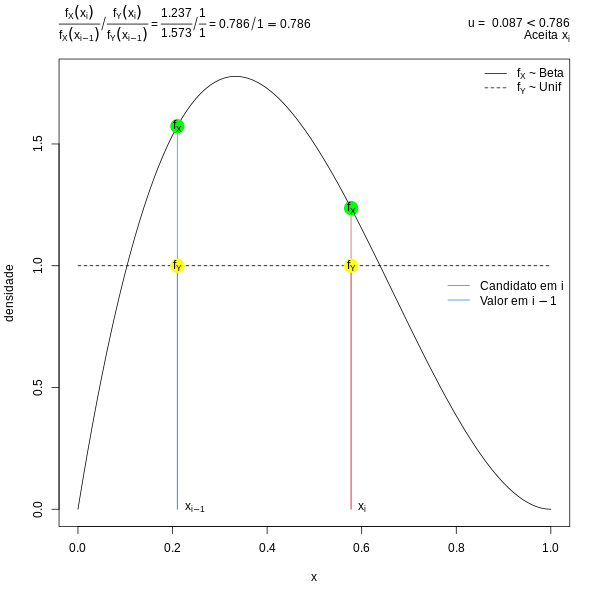 fX(xi)/fX(xi−1) / fY(xi)/fY(xi−1) = 1.237/1.573 / 1/1 = 0.786/1 = 0.786
u = 0.087 < 0.786
Aceita xi
fX ~ Beta
fY ~ Unif
fX
fX
fY
fY
Candidato em i
Valor em i − 1
xi−1
xi
densidade
0.0
0.5
1.0
1.5
0.0 0.2 0.4 0.6 0.8 1.0
x